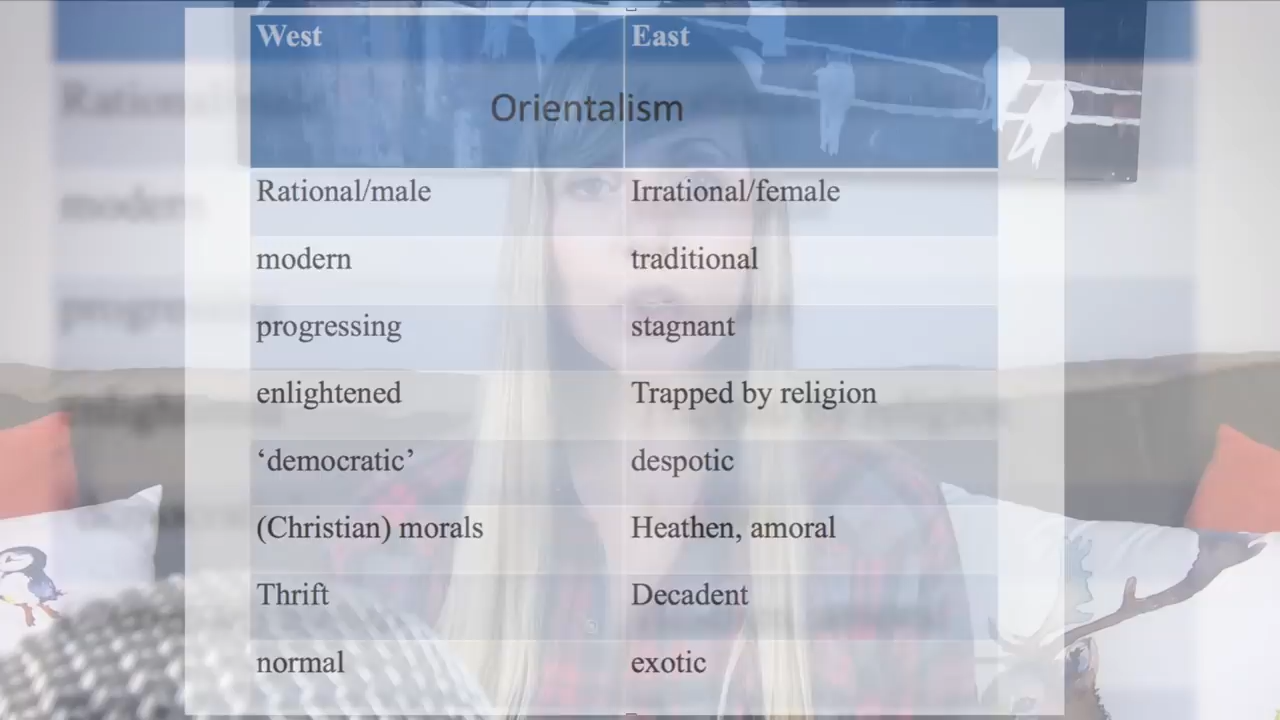 West East
Orientalism
Rational/male Irrational/female
modern traditional
progressing stagnant
enlightened Trapped by religion
‘democratic’ despotic
(Christian) morals Heathen, amoral
Thrift Decadent
normal exotic